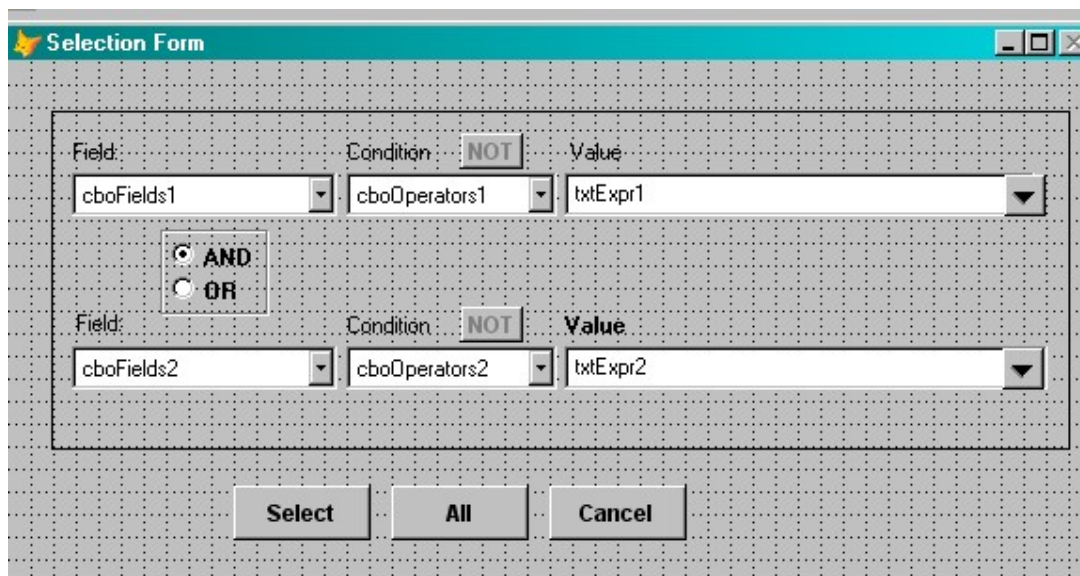 Selection Form
Field: Condition NOT Value
cboFields1 cboOperators1 txtExpr1
AND
OR
Field: Condition NOT Value
cboFields2 cboOperators2 txtExpr2
Select All Cancel